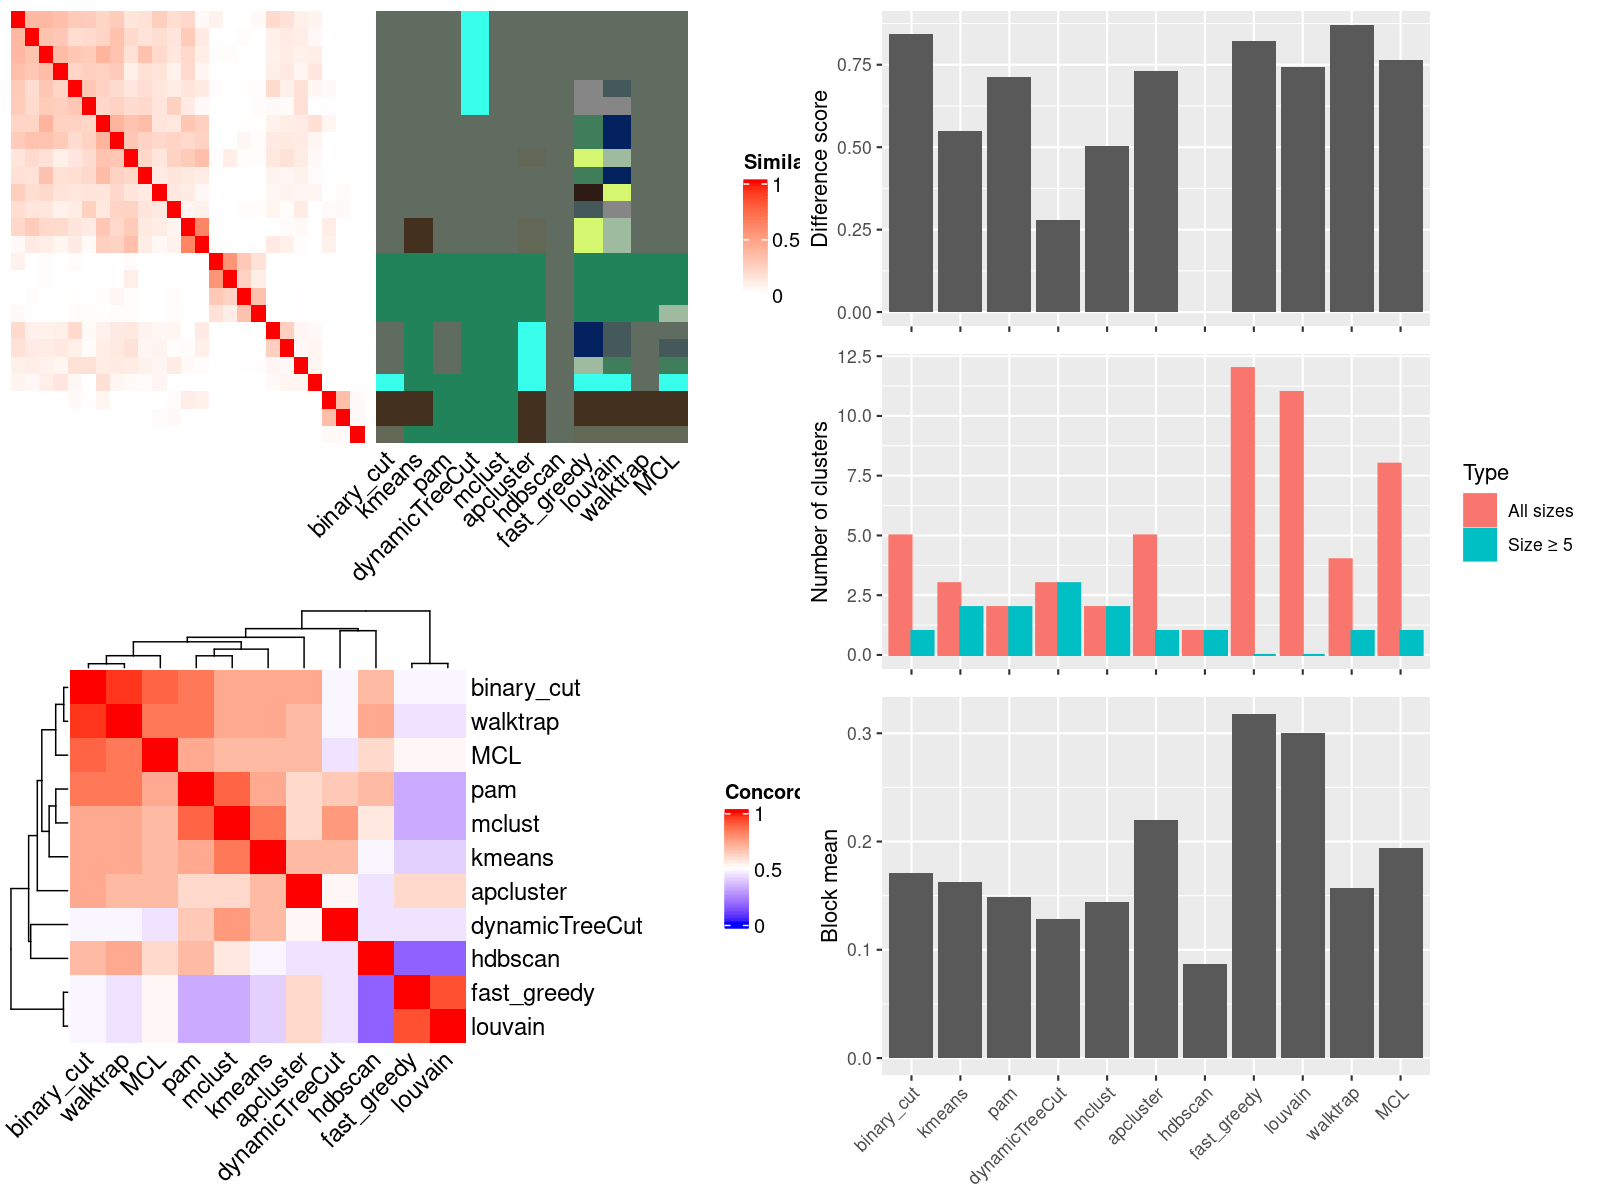 Simila
1
0.5
0
binary_cut
kmeans
pam
dynamicTreeCut
mclust
apcluster
hdbscan
fast_greedy
louvain
walktrap
MCL
binary_cut
walktrap
MCL
pam
mclust
kmeans
apcluster
dynamicTreeCut
hdbscan
fast_greedy
louvain
Concord
1
0.5
0
binary_cut
walktrap
MCL
pam
mclust
kmeans
apcluster
dynamicTreeCut
hdbscan
fast_greedy
louvain
Difference score
0.75
0.50
0.25
0.00
Number of clusters
12.5
10.0
7.5
5.0
2.5
0.0
Type
All sizes
Size ≥ 5
Block mean
0.3
0.2
0.1
0.0
binary_cut
kmeans
pam
dynamicTreeCut
mclust
apcluster
hdbscan
fast_greedy
louvain
walktrap
MCL